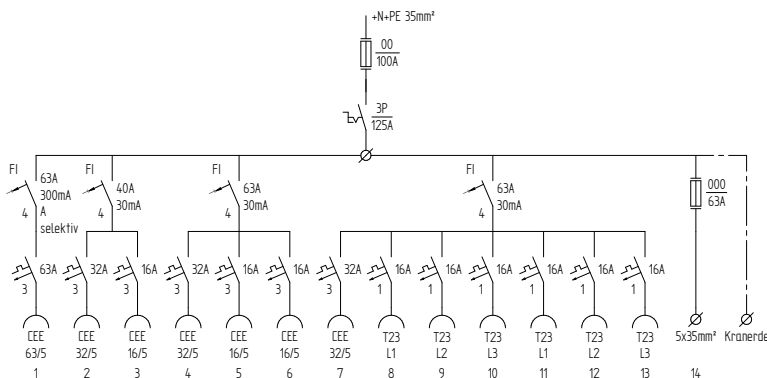 +N+PE 35mm²
00
100A
3P
125A
FI
63A
300mA
A
selektiv
4
FI
40A
30mA
4
FI
63A
30mA
4
FI
63A
30mA
4
000
63A
63A
3
32A
3
16A
3
32A
3
16A
3
16A
3
32A
3
16A
1
16A
1
16A
1
16A
1
16A
1
16A
1
CEE CEE CEE CEE CEE CEE CEE T23 T23 T23 T23 T23 T23 5x35mm² Kranerde
63/5 32/5 16/5 32/5 16/5 16/5 32/5 L1 L2 L3 L1 L2 L3
1 2 3 4 5 6 7 8 9 10 11 12 13 14